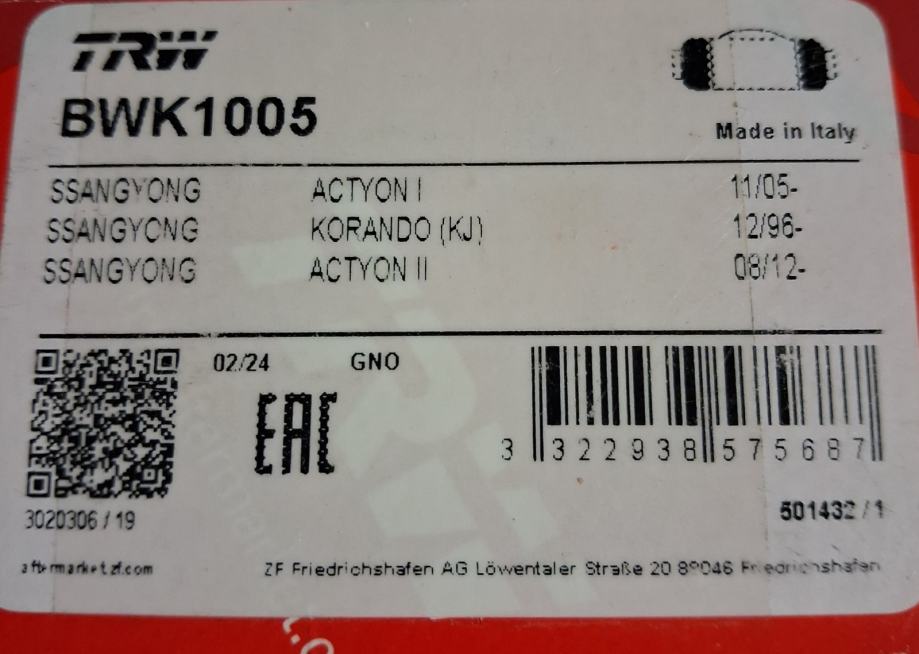 TRW
BWK1005
Made in Italy
SSANGYONG ACTYON I 11/05-
SSANGYONG KORANDO (KJ) 12/96-
SSANGYONG ACTYON II 08/12-
02/24 GNO
EAC
3 322938 575687
3020306 / 19
501432 / 1
aftermarket.zf.com
ZF Friedrichshafen AG Löwentaler Straße 20 88046 Friedrichshafen